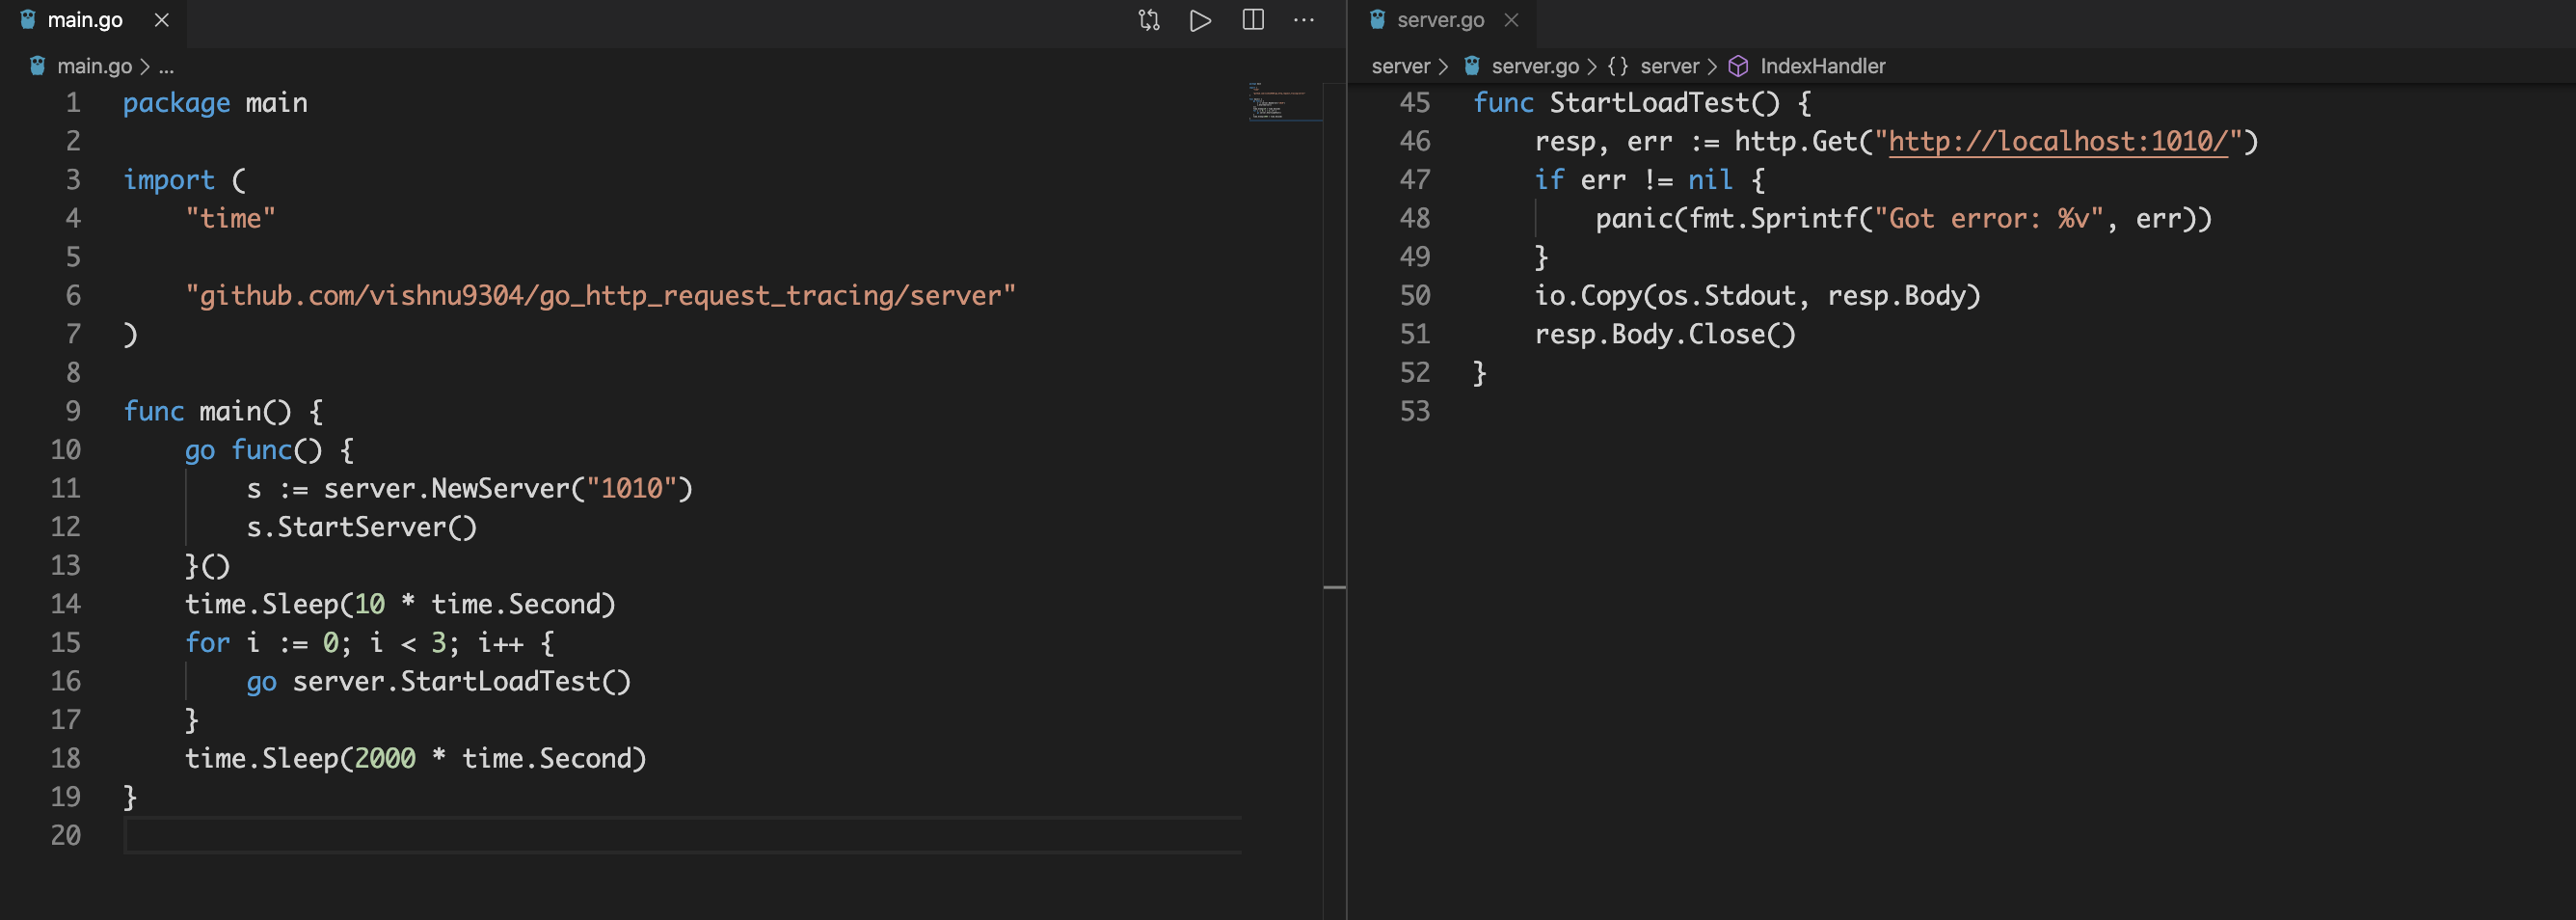 main.go
main.go > ...
1 package main
2
3 import (
4     "time"
5
6     "github.com/vishnu9304/go_http_request_tracing/server"
7 )
8
9 func main() {
10     go func() {
11         s := server.NewServer("1010")
12         s.StartServer()
13     }()
14     time.Sleep(10 * time.Second)
15     for i := 0; i < 3; i++ {
16         go server.StartLoadTest()
17     }
18     time.Sleep(2000 * time.Second)
19 }
20
server.go
server > server.go > {} server > IndexHandler
45 func StartLoadTest() {
46     resp, err := http.Get("http://localhost:1010/")
47     if err != nil {
48         panic(fmt.Sprintf("Got error: %v", err))
49     }
50     io.Copy(os.Stdout, resp.Body)
51     resp.Body.Close()
52 }
53